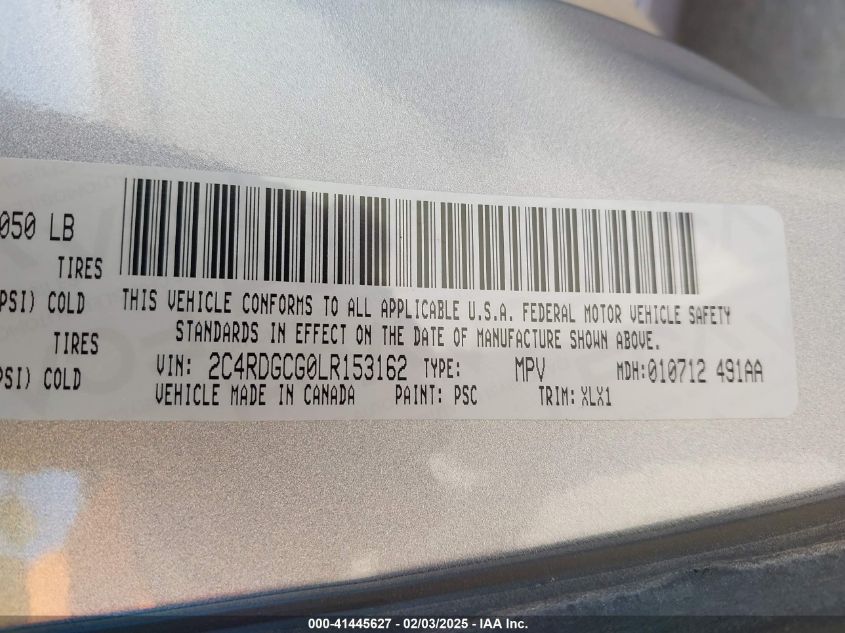 050 LB
TIRES
PSI) COLD
TIRES
PSI) COLD
THIS VEHICLE CONFORMS TO ALL APPLICABLE U.S.A. FEDERAL MOTOR VEHICLE SAFETY
STANDARDS IN EFFECT ON THE DATE OF MANUFACTURE SHOWN ABOVE.
VIN: 2C4RDGCG0LR153162 TYPE: MPV MDH:010712 491AA
VEHICLE MADE IN CANADA PAINT: PSC TRIM: XLX1
000-41445627 - 02/03/2025 - IAA Inc.